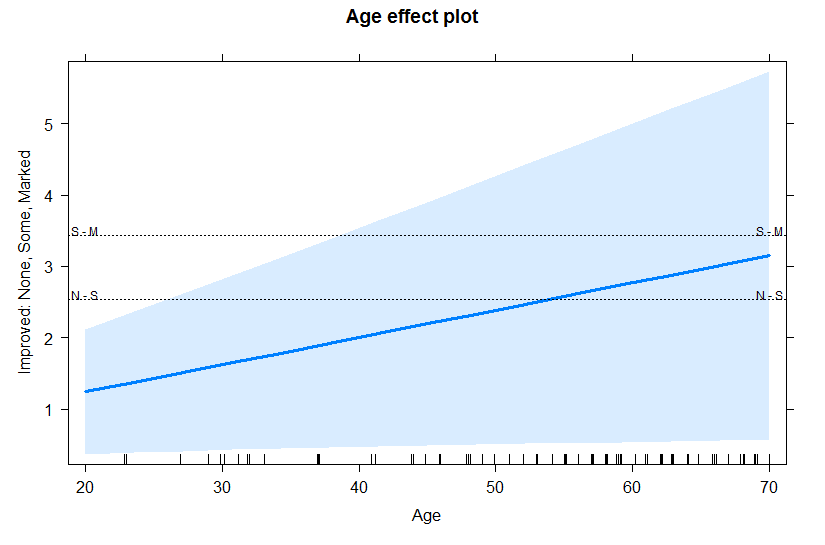 Age effect plot
Improved: None, Some, Marked
5
4
3
2
1
S - M
S - M
N - S
N - S
20 30 40 50 60 70
Age